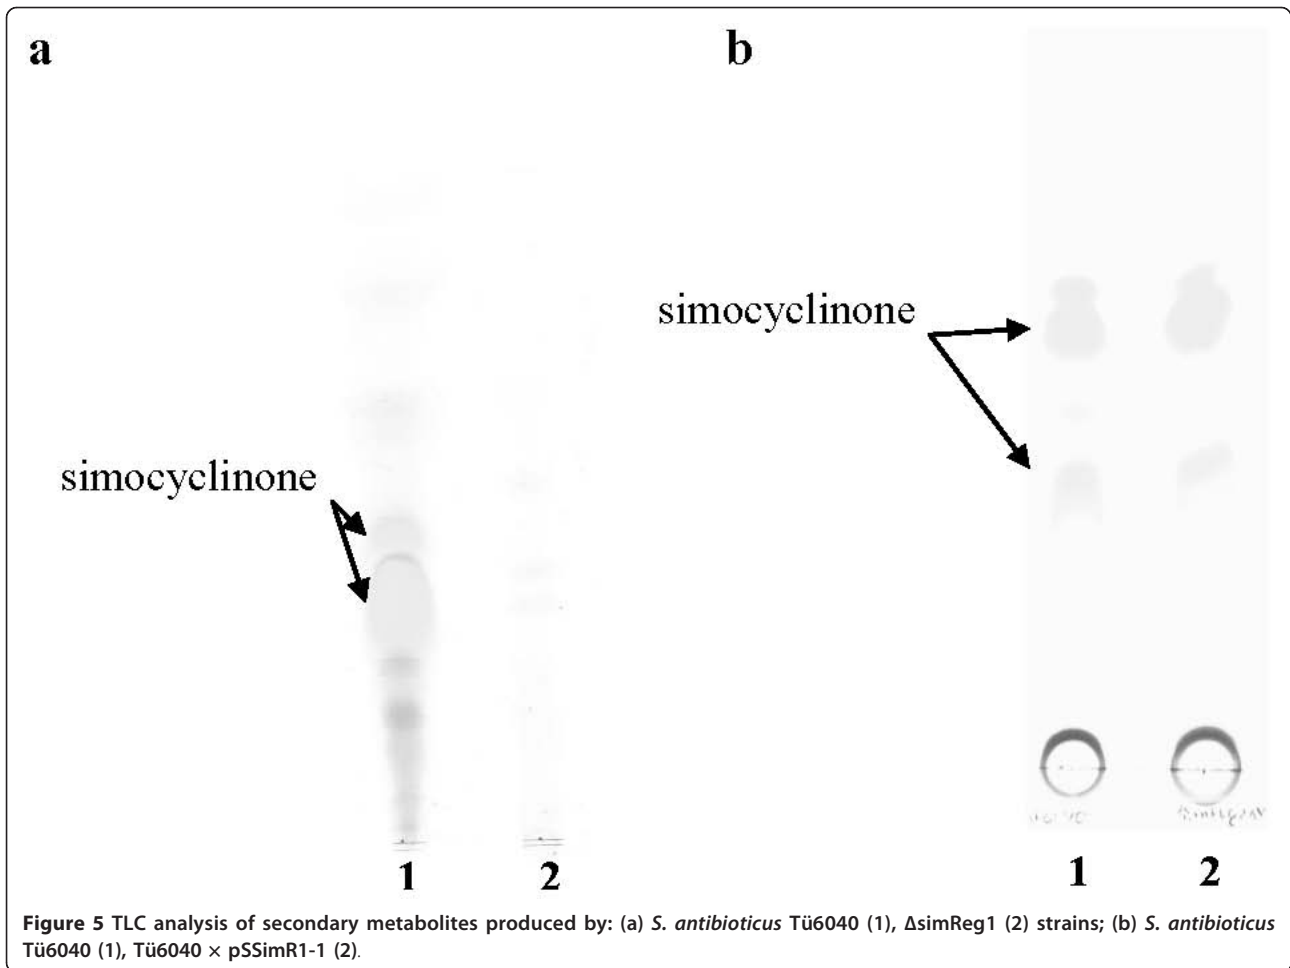 a
b
simocyclinone
simocyclinone
1 2
1 2
Figure 5 TLC analysis of secondary metabolites produced by: (a) S. antibioticus Tü6040 (1), ΔsimReg1 (2) strains; (b) S. antibioticus
Tü6040 (1), Tü6040 × pSSimR1-1 (2).